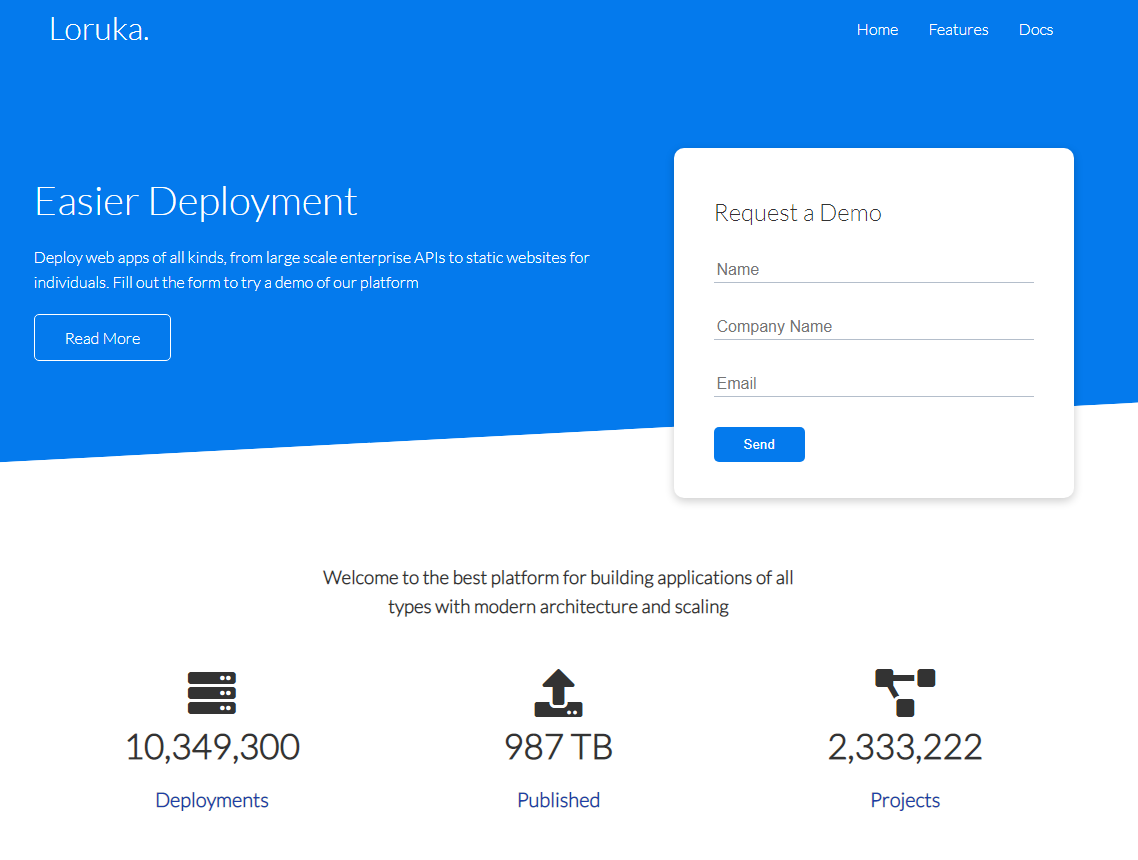 Loruka.
Home Features Docs
Easier Deployment
Deploy web apps of all kinds, from large scale enterprise APIs to static websites for
individuals. Fill out the form to try a demo of our platform
Read More
Request a Demo
Name
Company Name
Email
Send
Welcome to the best platform for building applications of all
types with modern architecture and scaling
10,349,300
Deployments
987 TB
Published
2,333,222
Projects